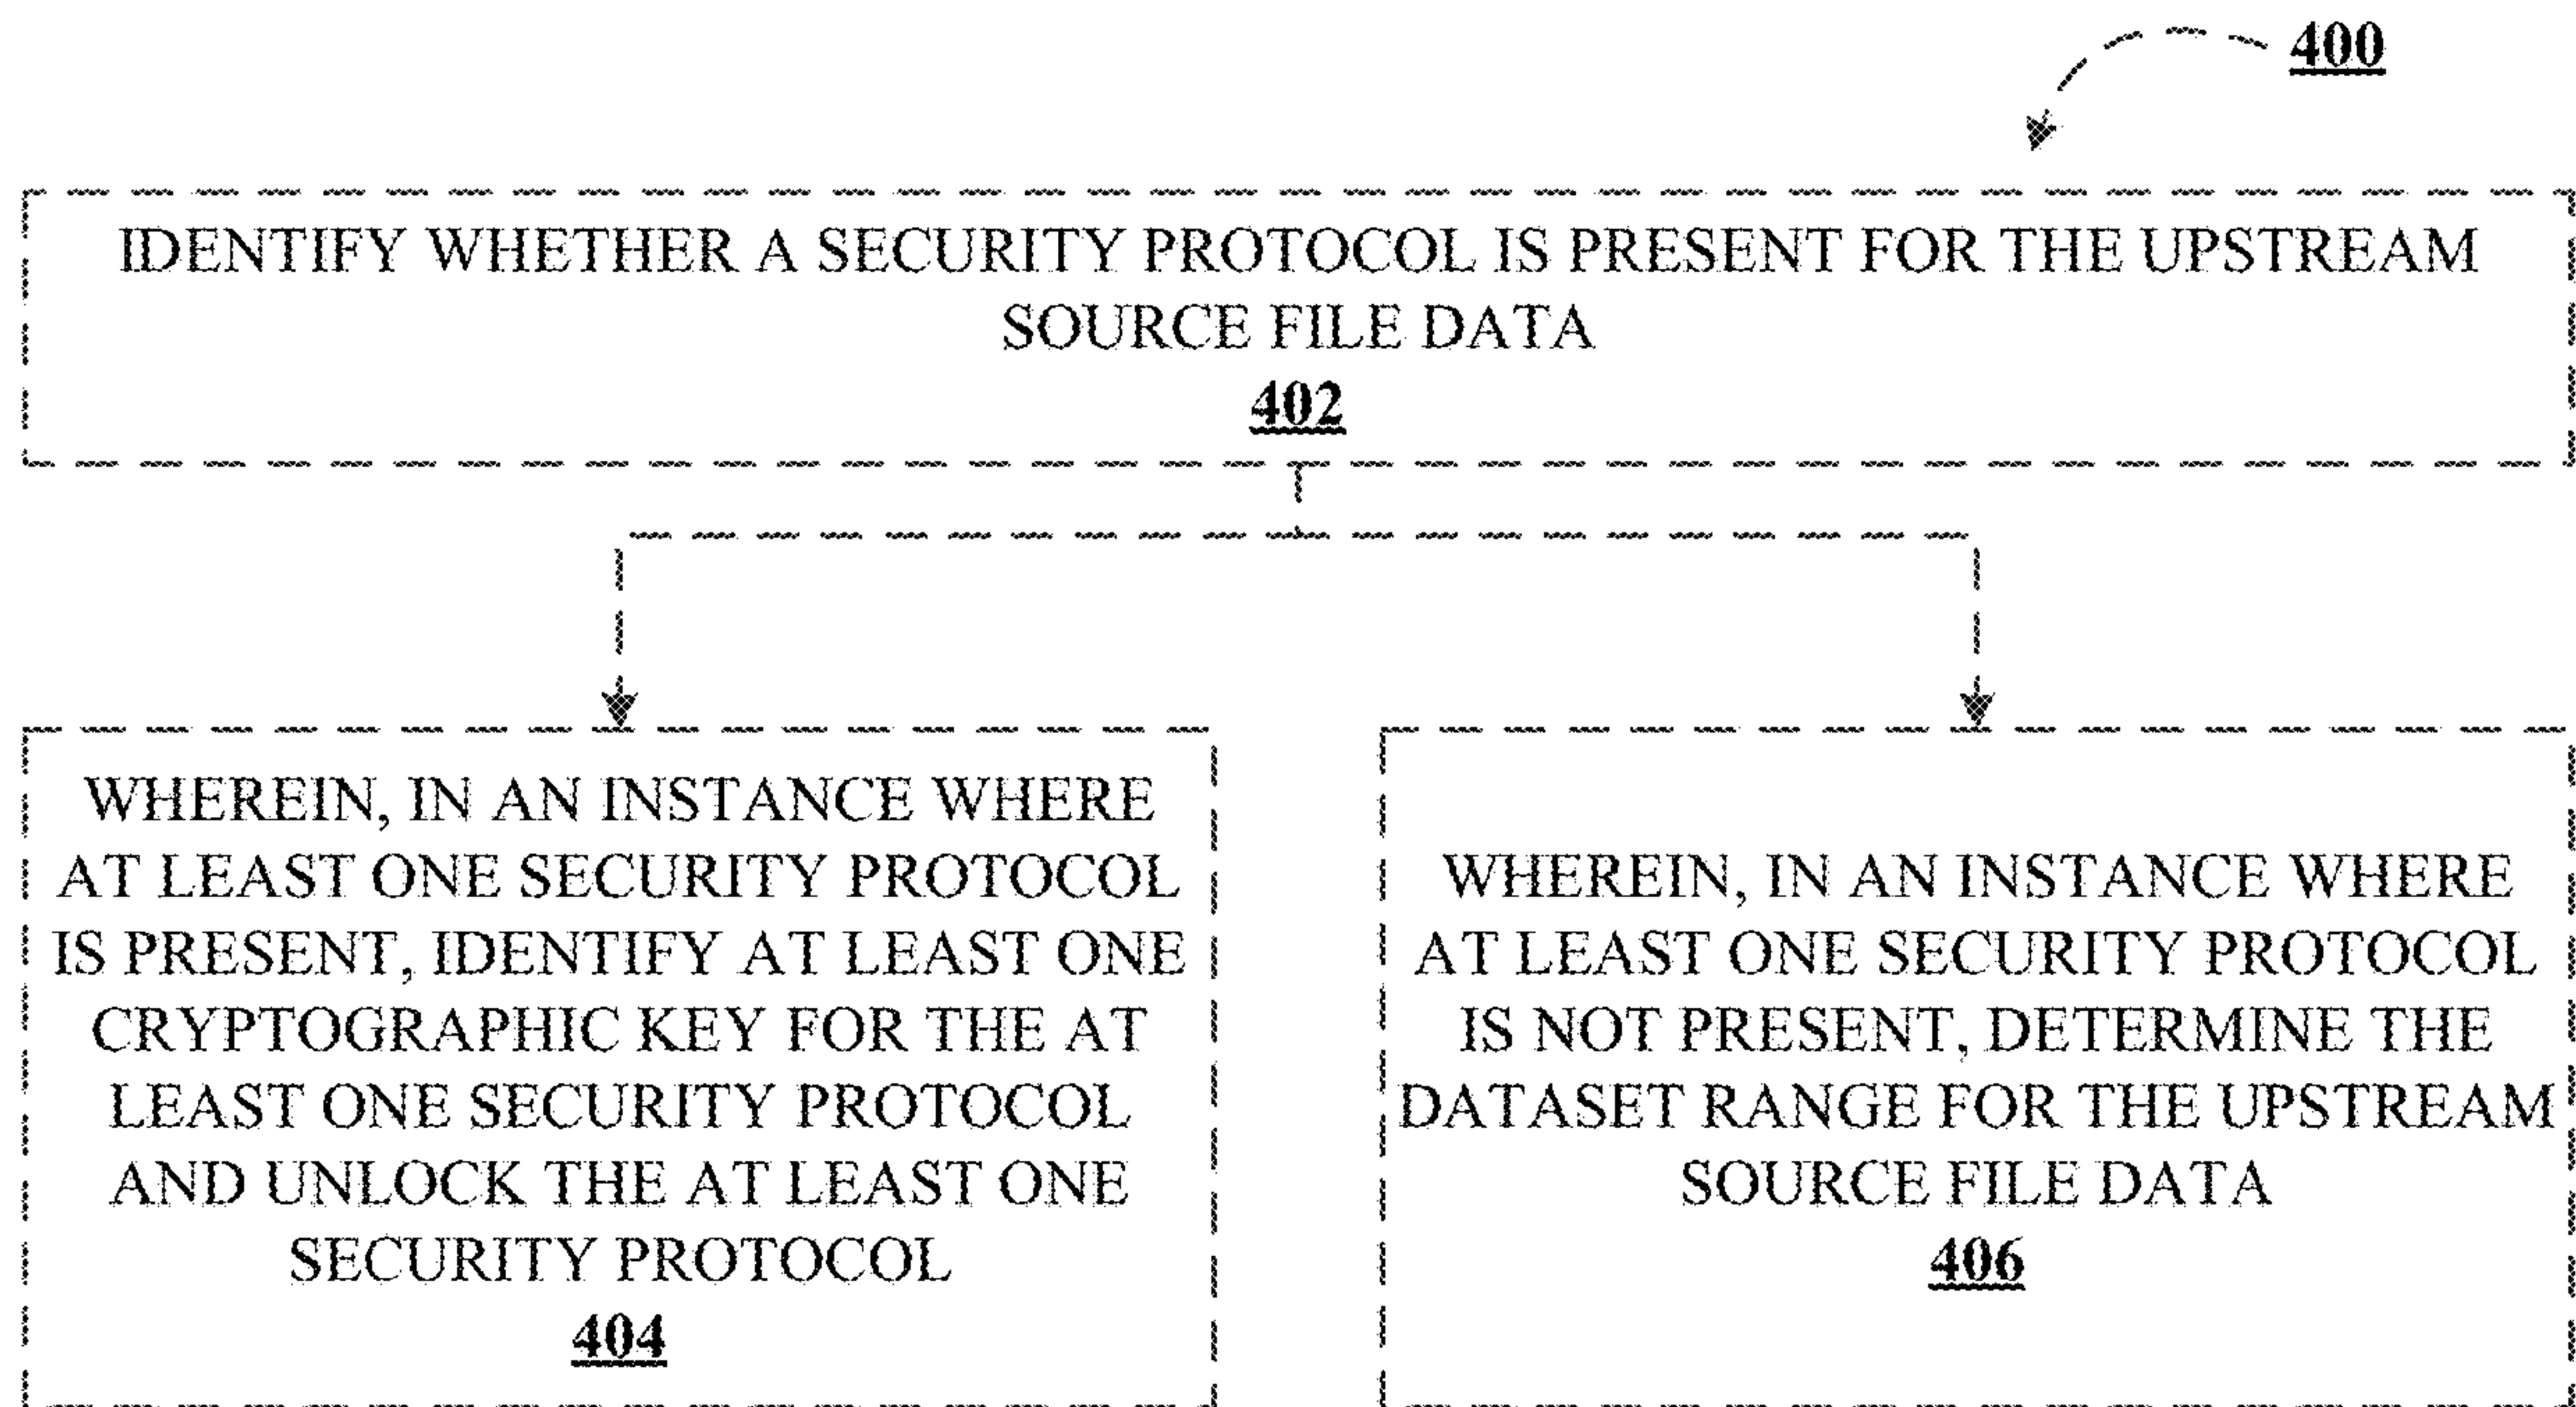 400
IDENTIFY WHETHER A SECURITY PROTOCOL IS PRESENT FOR THE UPSTREAM
SOURCE FILE DATA
402
WHEREIN, IN AN INSTANCE WHERE
AT LEAST ONE SECURITY PROTOCOL
IS PRESENT, IDENTIFY AT LEAST ONE
CRYPTOGRAPHIC KEY FOR THE AT
LEAST ONE SECURITY PROTOCOL
AND UNLOCK THE AT LEAST ONE
SECURITY PROTOCOL
404
WHEREIN, IN AN INSTANCE WHERE
AT LEAST ONE SECURITY PROTOCOL
IS NOT PRESENT, DETERMINE THE
DATASET RANGE FOR THE UPSTREAM
SOURCE FILE DATA
406